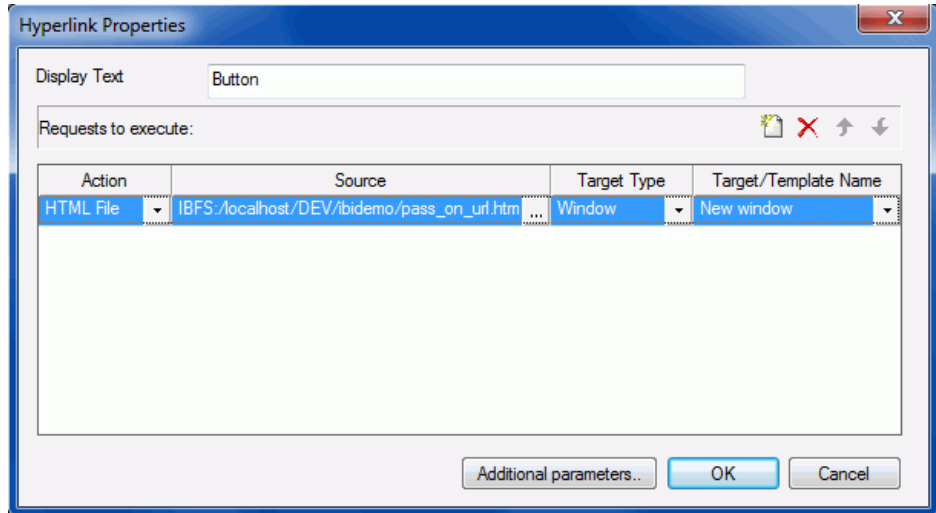 Hyperlink Properties
Display Text
Button
Requests to execute:
Action Source Target Type Target/Template Name
HTML File IBFS:/localhost/DEV/ibidemo/pass_on_url.htm ... Window New window
Additional parameters.. OK Cancel